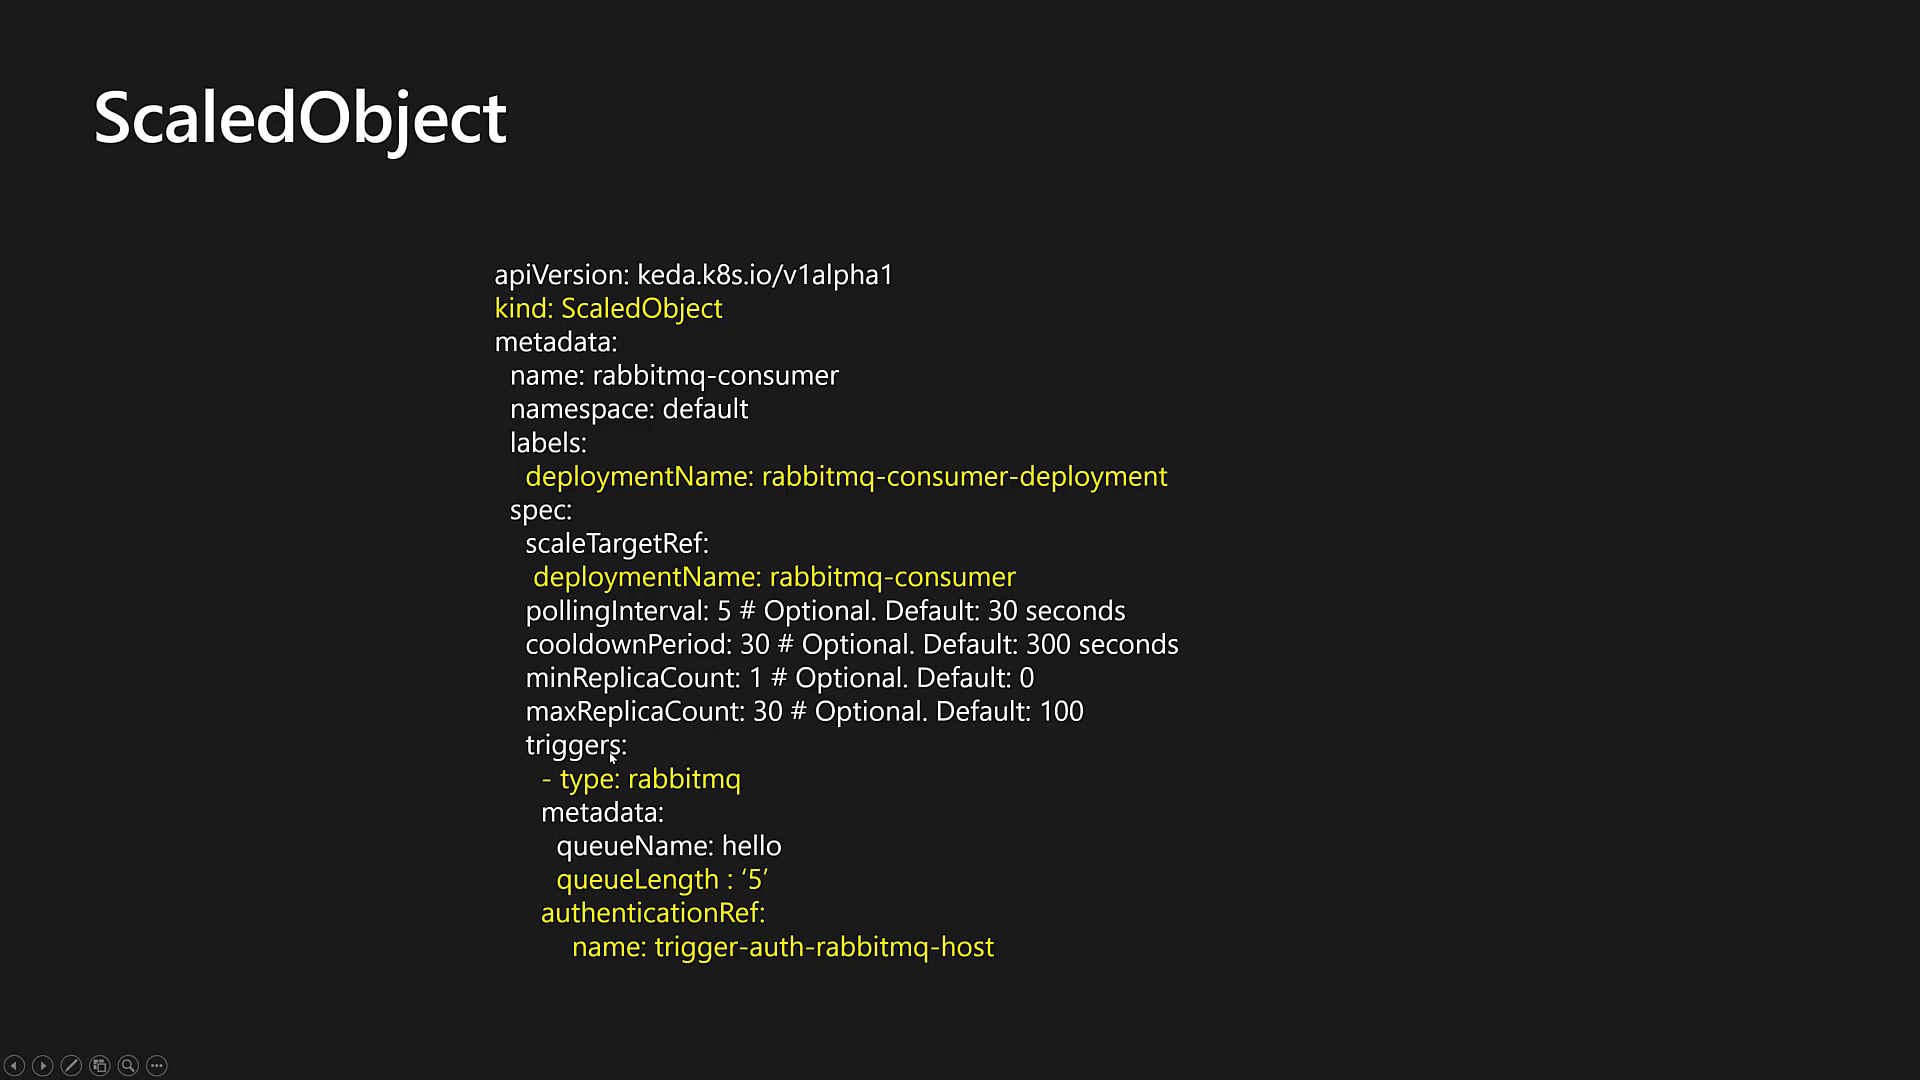 ScaledObject
apiVersion: keda.k8s.io/v1alpha1
kind: ScaledObject
metadata:
name: rabbitmq-consumer
namespace: default
labels:
deploymentName: rabbitmq-consumer-deployment
spec:
scaleTargetRef:
deploymentName: rabbitmq-consumer
pollingInterval: 5 # Optional. Default: 30 seconds
cooldownPeriod: 30 # Optional. Default: 300 seconds
minReplicaCount: 1 # Optional. Default: 0
maxReplicaCount: 30 # Optional. Default: 100
triggers:
- type: rabbitmq
metadata:
queueName: hello
queueLength : ‘5’
authenticationRef:
name: trigger-auth-rabbitmq-host